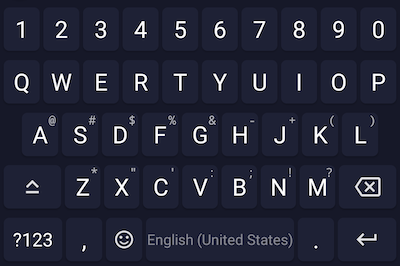 1 2 3 4 5 6 7 8 9 0
Q W E R T Y U I O P
@ # $ % & - + ( )
A S D F G H J K L
* " ' : ; ! ?
Z X C V B N M
?123 , English (United States) .